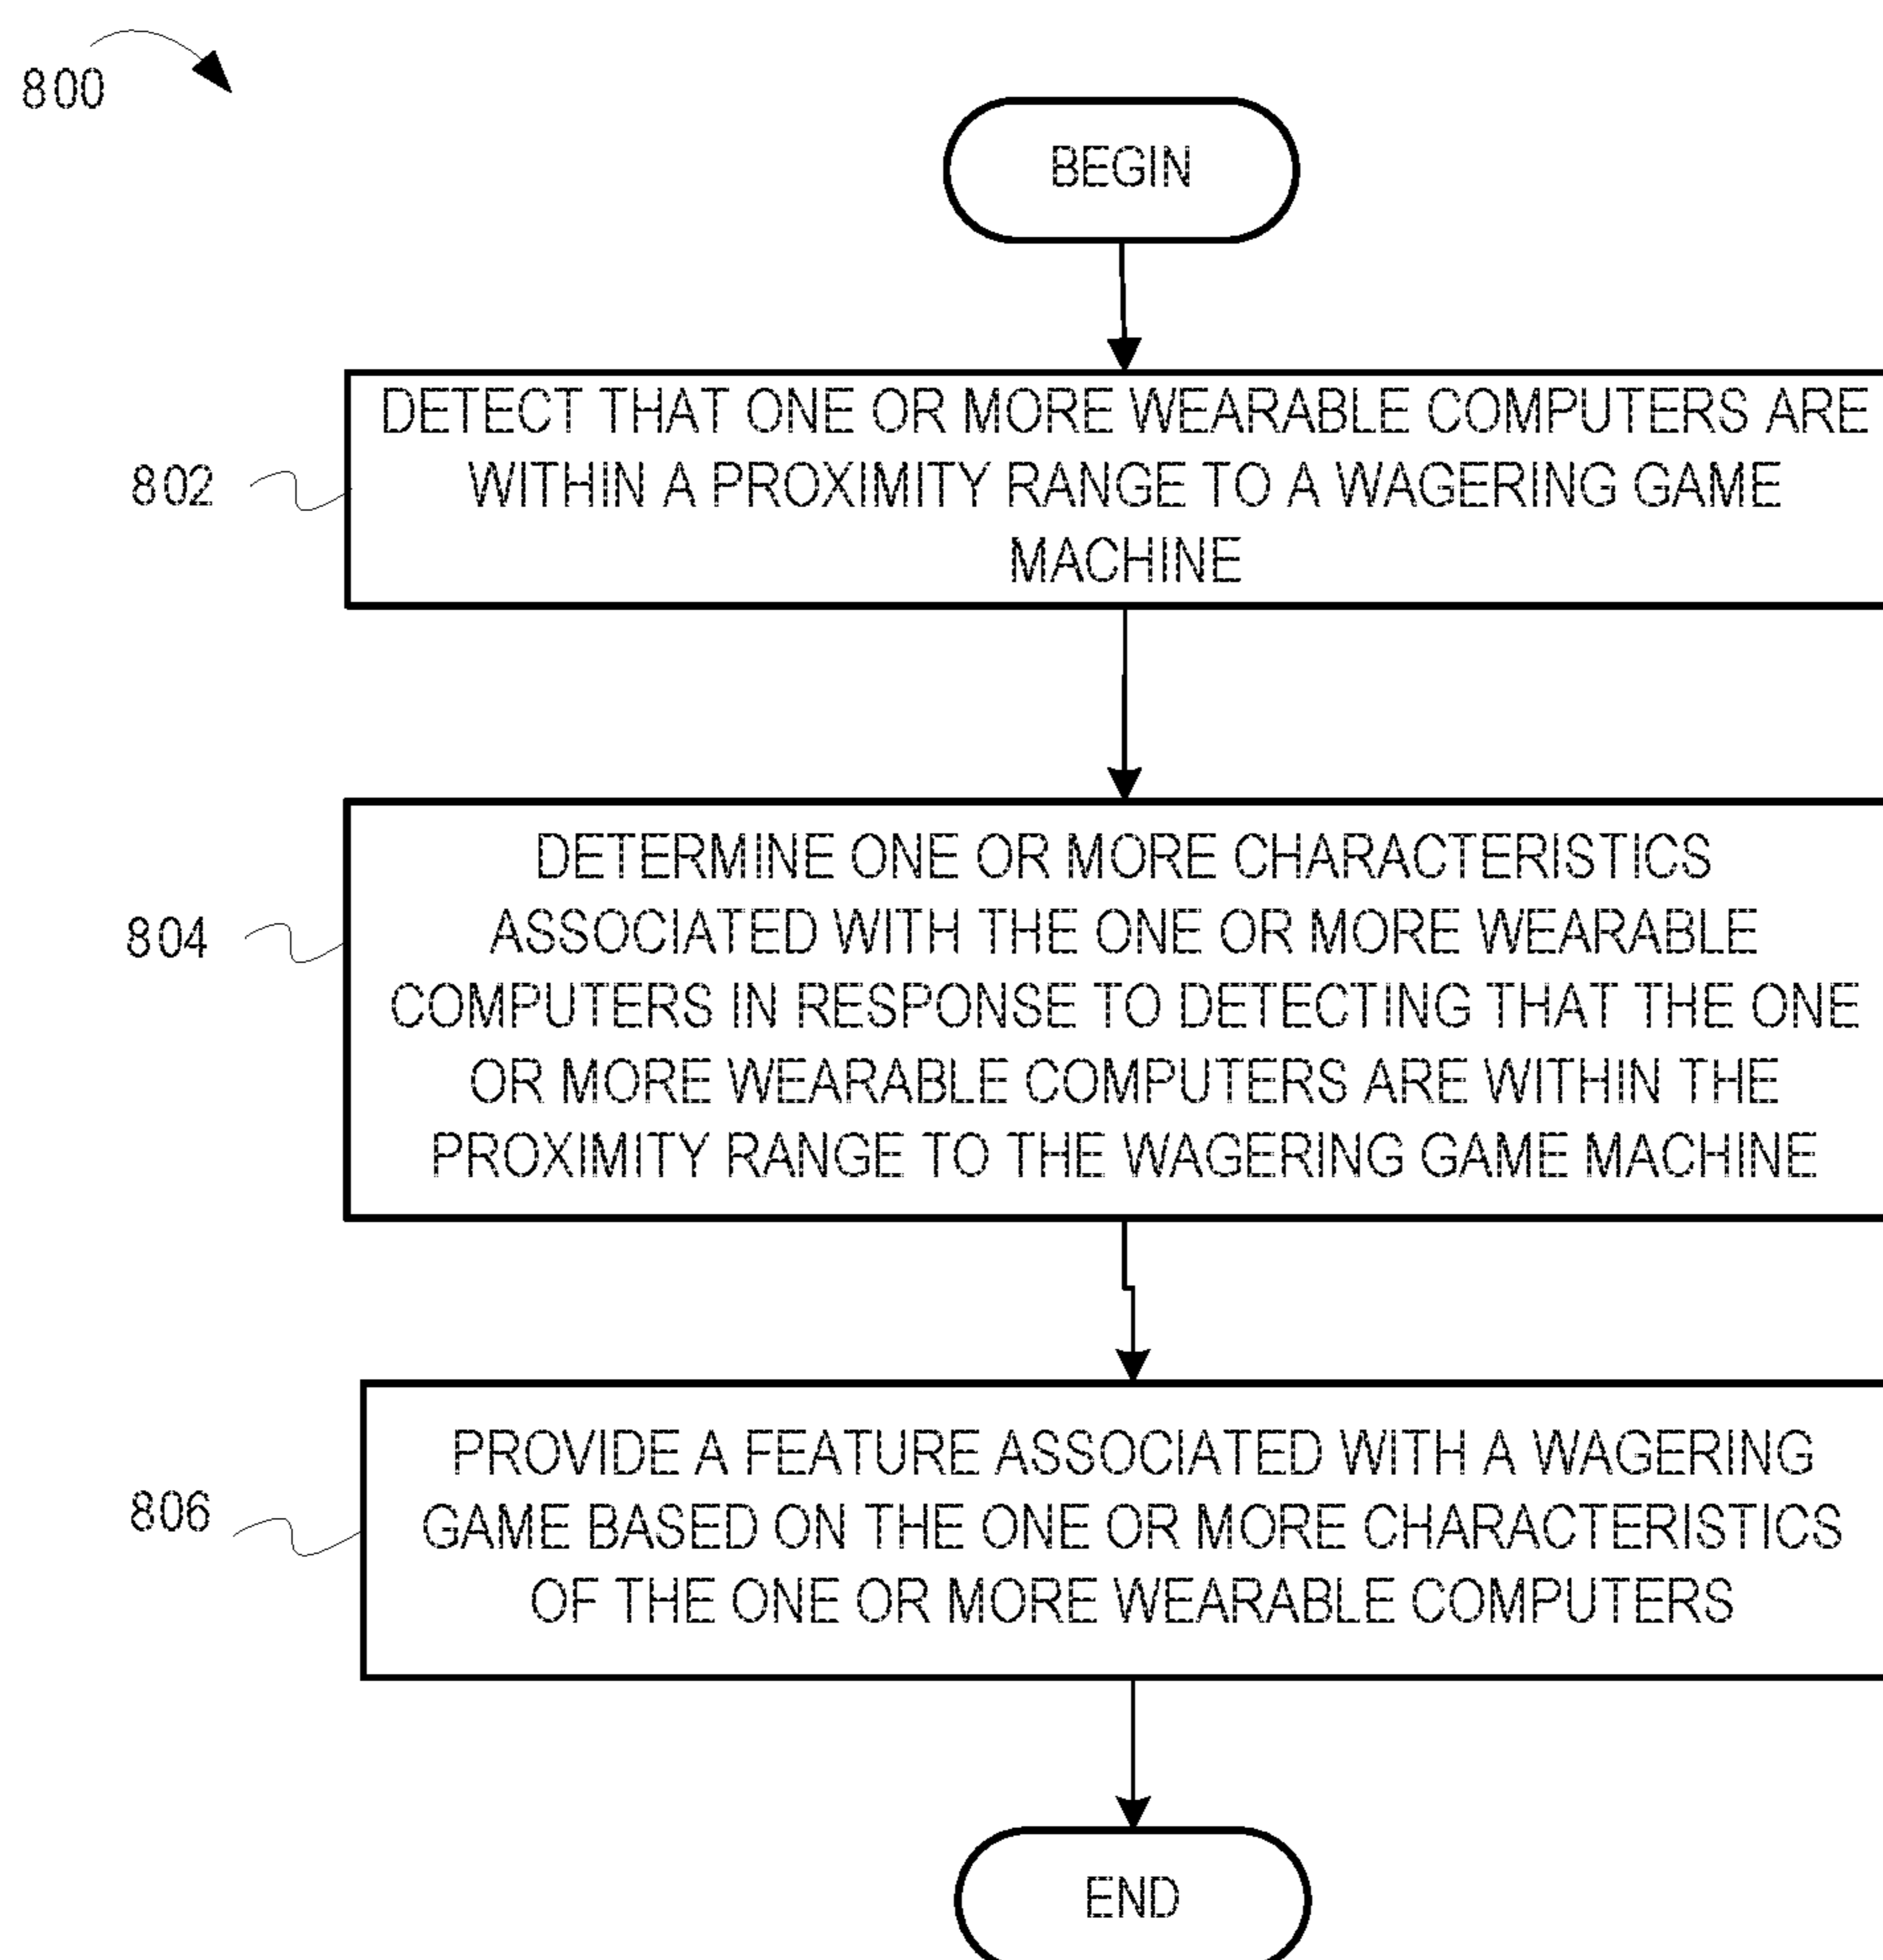 800
BEGIN
802
DETECT THAT ONE OR MORE WEARABLE COMPUTERS ARE
WITHIN A PROXIMITY RANGE TO A WAGERING GAME
MACHINE
804
DETERMINE ONE OR MORE CHARACTERISTICS
ASSOCIATED WITH THE ONE OR MORE WEARABLE
COMPUTERS IN RESPONSE TO DETECTING THAT THE ONE
OR MORE WEARABLE COMPUTERS ARE WITHIN THE
PROXIMITY RANGE TO THE WAGERING GAME MACHINE
806
PROVIDE A FEATURE ASSOCIATED WITH A WAGERING
GAME BASED ON THE ONE OR MORE CHARACTERISTICS
OF THE ONE OR MORE WEARABLE COMPUTERS
END